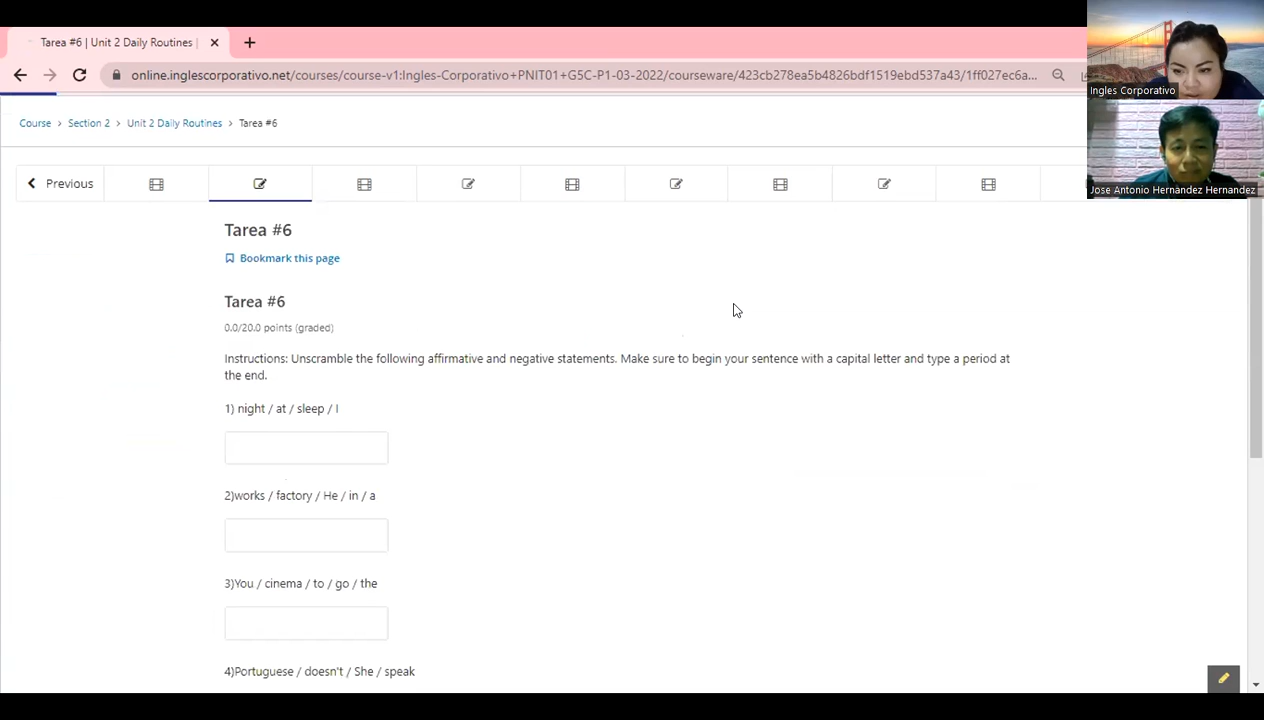 Tarea #6 | Unit 2 Daily Routines |
online.inglescorporativo.net/courses/course-v1:Ingles-Corporativo+PNIT01+G5C-P1-03-2022/courseware/423cb278ea5b4826bdf1519ebd537a43/1ff027ec6a...
Ingles Corporativo
Course > Section 2 > Unit 2 Daily Routines > Tarea #6
Previous
Jose Antonio Hernàndez Hernandez
Tarea #6
Bookmark this page
Tarea #6
0.0/20.0 points (graded)
Instructions: Unscramble the following affirmative and negative statements. Make sure to begin your sentence with a capital letter and type a period at
the end.
1) night / at / sleep / I
2)works / factory / He / in / a
3)You / cinema / to / go / the
4)Portuguese / doesn't / She / speak